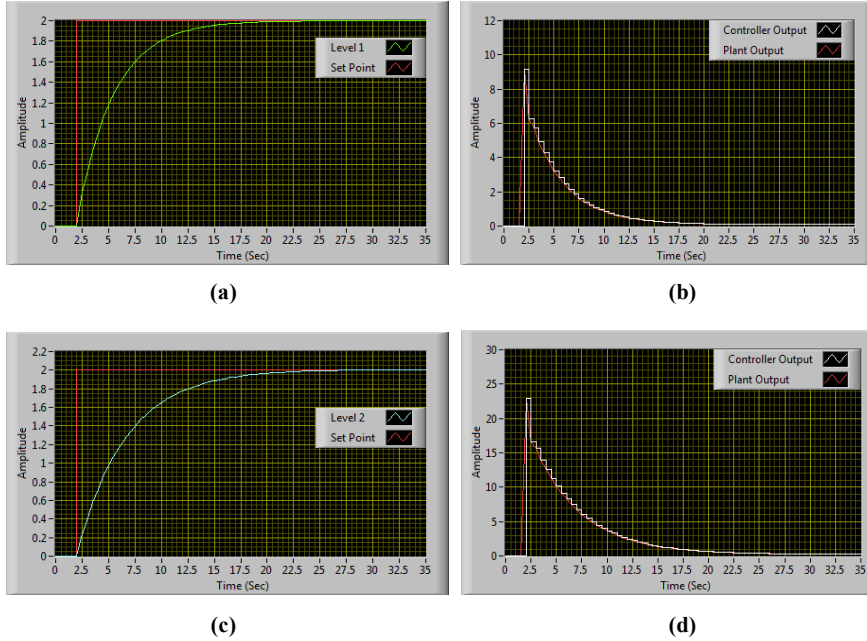 2
1.8
1.6
1.4
1.2
1
0.8
0.6
0.4
0.2
0
Amplitude
Level 1
Set Point
0 2.5 5 7.5 10 12.5 15 17.5 20 22.5 25 27.5 30 32.5 35
Time (Sec)
(a)
12
10
8
6
4
2
0
Amplitude
Controller Output
Plant Output
0 2.5 5 7.5 10 12.5 15 17.5 20 22.5 25 27.5 30 32.5 35
Time (Sec)
(b)
2.2
2
1.8
1.6
1.4
1.2
1
0.8
0.6
0.4
0.2
0
Amplitude
Level 2
Set Point
0 2.5 5 7.5 10 12.5 15 17.5 20 22.5 25 27.5 30 32.5 35
Time (Sec)
(c)
30
25
20
15
10
5
0
Amplitude
Controller Output
Plant Output
0 2.5 5 7.5 10 12.5 15 17.5 20 22.5 25 27.5 30 32.5 35
Time (Sec)
(d)